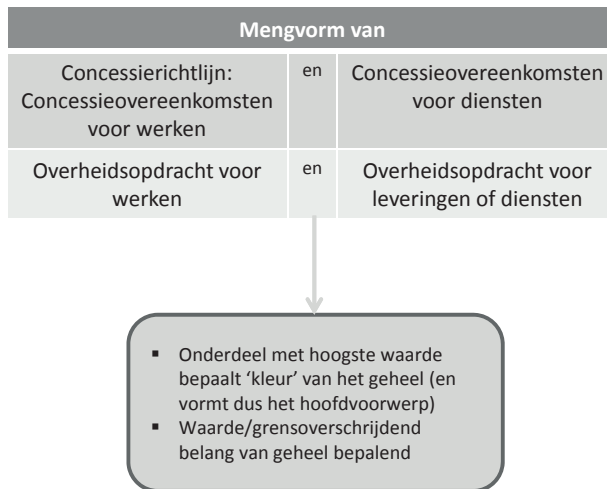 Mengvorm van
Concessierichtlijn: en Concessieovereenkomsten
Concessieovereenkomsten voor diensten
voor werken
Overheidsopdracht voor en Overheidsopdracht voor
werken leveringen of diensten
▪ Onderdeel met hoogste waarde
bepaalt ‘kleur’ van het geheel (en
vormt dus het hoofdvoorwerp)
▪ Waarde/grensoverschrijdend
belang van geheel bepalend